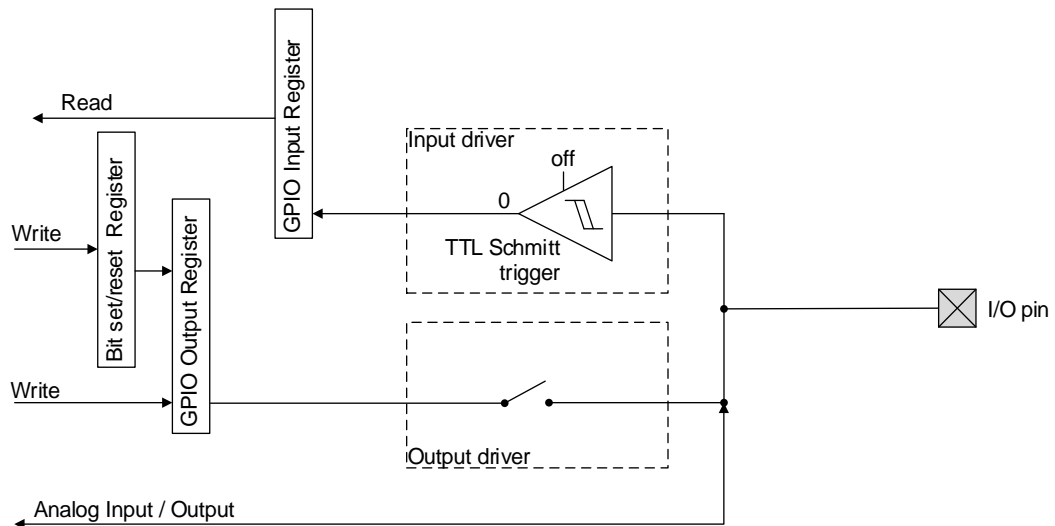 GPIO Input Register
Read
Bit set/reset Register
Input driver
off
0
TTL Schmitt
trigger
GPIO Output Register
Write
I/O pin
Write
Output driver
Analog Input / Output